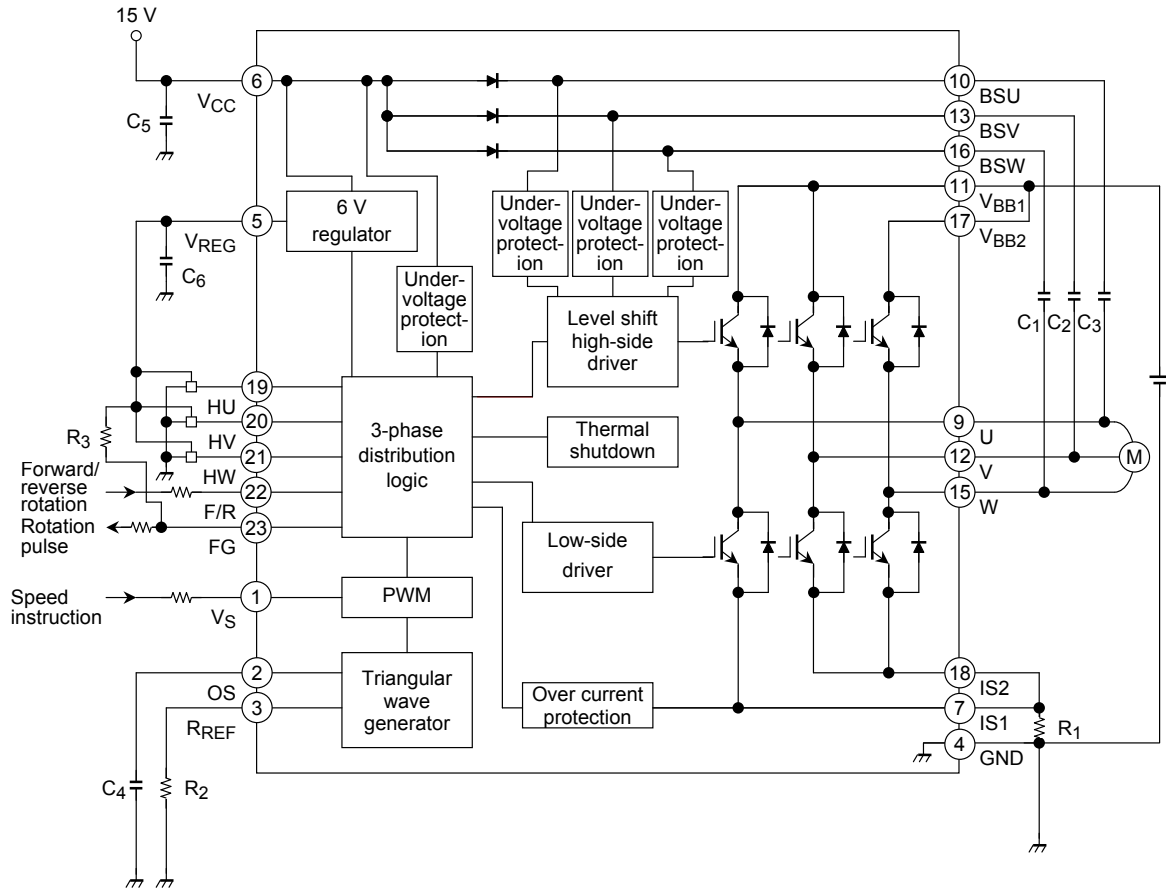 15 V
6
VCC
C5
10
BSU
13
BSV
16
BSW
11
VBB1
17
VBB2
5
VREG
C6
6 V
regulator
Under-
voltage
protect-
ion
Under-
voltage
protect-
ion
Under-
voltage
protect-
ion
Under-
voltage
protect-
ion
Level shift
high-side
driver
C1
C2
C3
19
HU
20
HV
21
HW
R3
Forward/
reverse
rotation
22
F/R
Rotation
pulse
23
FG
3-phase
distribution
logic
Thermal
shutdown
9
U
12
V
15
W
M
Low-side
driver
Speed
instruction
1
VS
PWM
2
OS
3
RREF
Triangular
wave
generator
Over current
protection
18
IS2
7
IS1
4
GND
R1
C4
R2